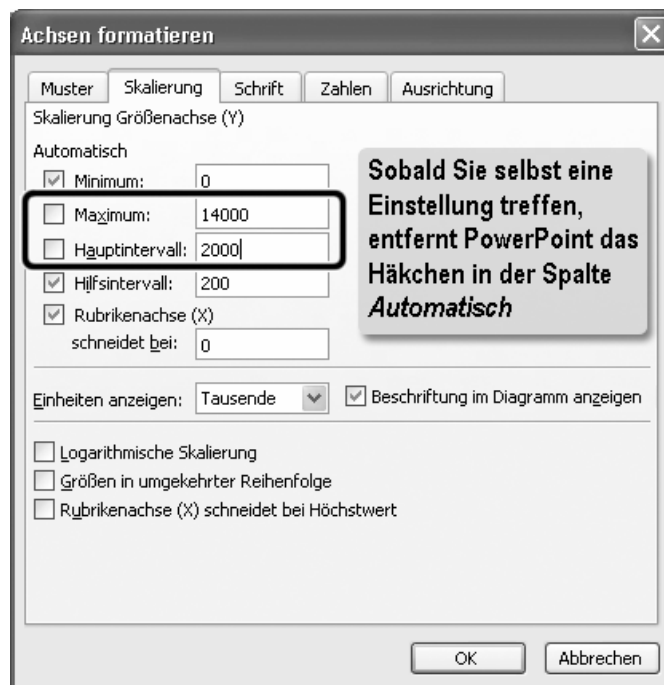 Achsen formatieren
Muster Skalierung Schrift Zahlen Ausrichtung
Skalierung Größenachse (Y)
Automatisch
Minimum: 0
Maximum: 14000
Hauptintervall: 2000
Hilfsintervall: 200
Rubrikenachse (X)
schneidet bei: 0
Sobald Sie selbst eine
Einstellung treffen,
entfernt PowerPoint das
Häkchen in der Spalte
Automatisch
Einheiten anzeigen: Tausende Beschriftung im Diagramm anzeigen
Logarithmische Skalierung
Größen in umgekehrter Reihenfolge
Rubrikenachse (X) schneidet bei Höchstwert
OK Abbrechen